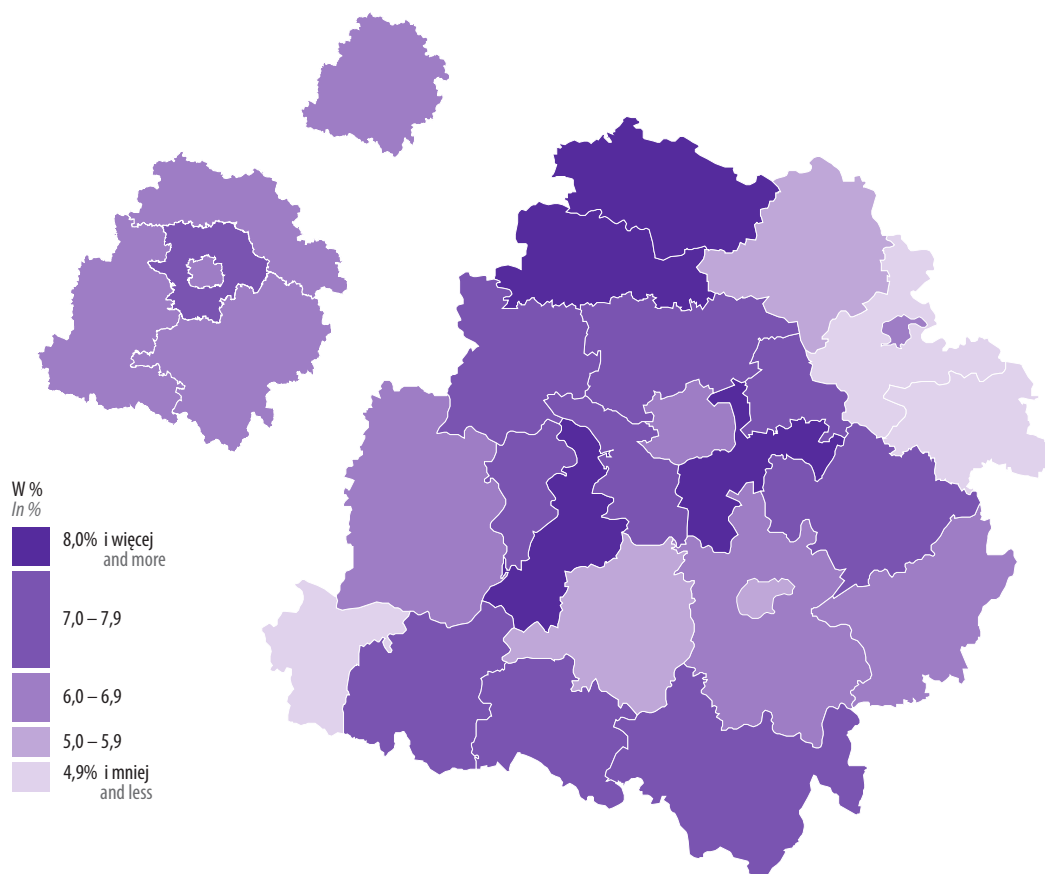 W %
In %
8,0% i więcej
and more
7,0 – 7,9
6,0 – 6,9
5,0 – 5,9
4,9% i mniej
and less